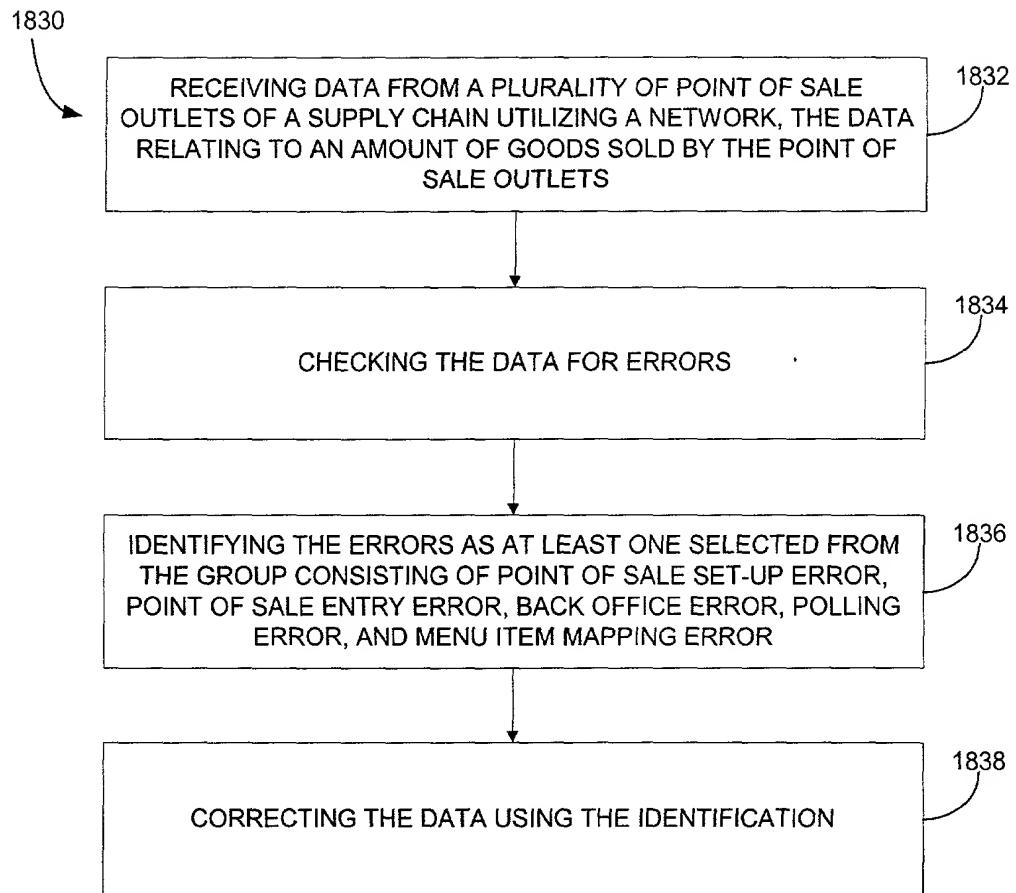 1830
1832
RECEIVING DATA FROM A PLURALITY OF POINT OF SALE
OUTLETS OF A SUPPLY CHAIN UTILIZING A NETWORK, THE DATA
RELATING TO AN AMOUNT OF GOODS SOLD BY THE POINT OF
SALE OUTLETS
1834
CHECKING THE DATA FOR ERRORS
1836
IDENTIFYING THE ERRORS AS AT LEAST ONE SELECTED FROM
THE GROUP CONSISTING OF POINT OF SALE SET-UP ERROR,
POINT OF SALE ENTRY ERROR, BACK OFFICE ERROR, POLLING
ERROR, AND MENU ITEM MAPPING ERROR
1838
CORRECTING THE DATA USING THE IDENTIFICATION